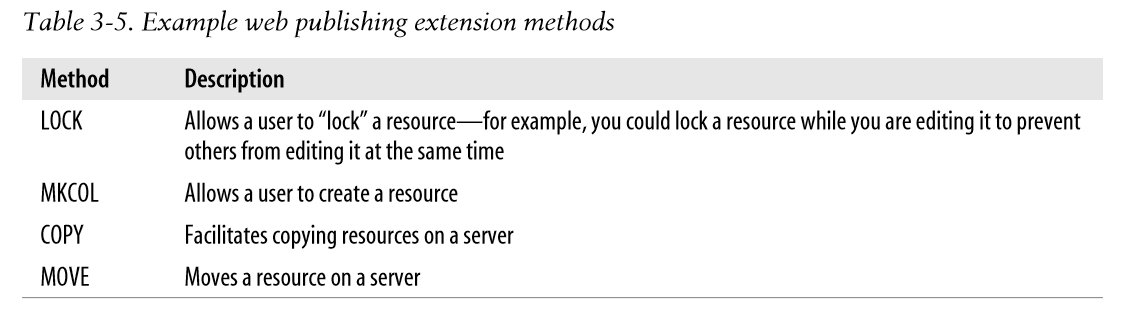 Table 3-5. Example web publishing extension methods
Method Description
LOCK Allows a user to “lock” a resource—for example, you could lock a resource while you are editing it to prevent
others from editing it at the same time
MKCOL Allows a user to create a resource
COPY Facilitates copying resources on a server
MOVE Moves a resource on a server